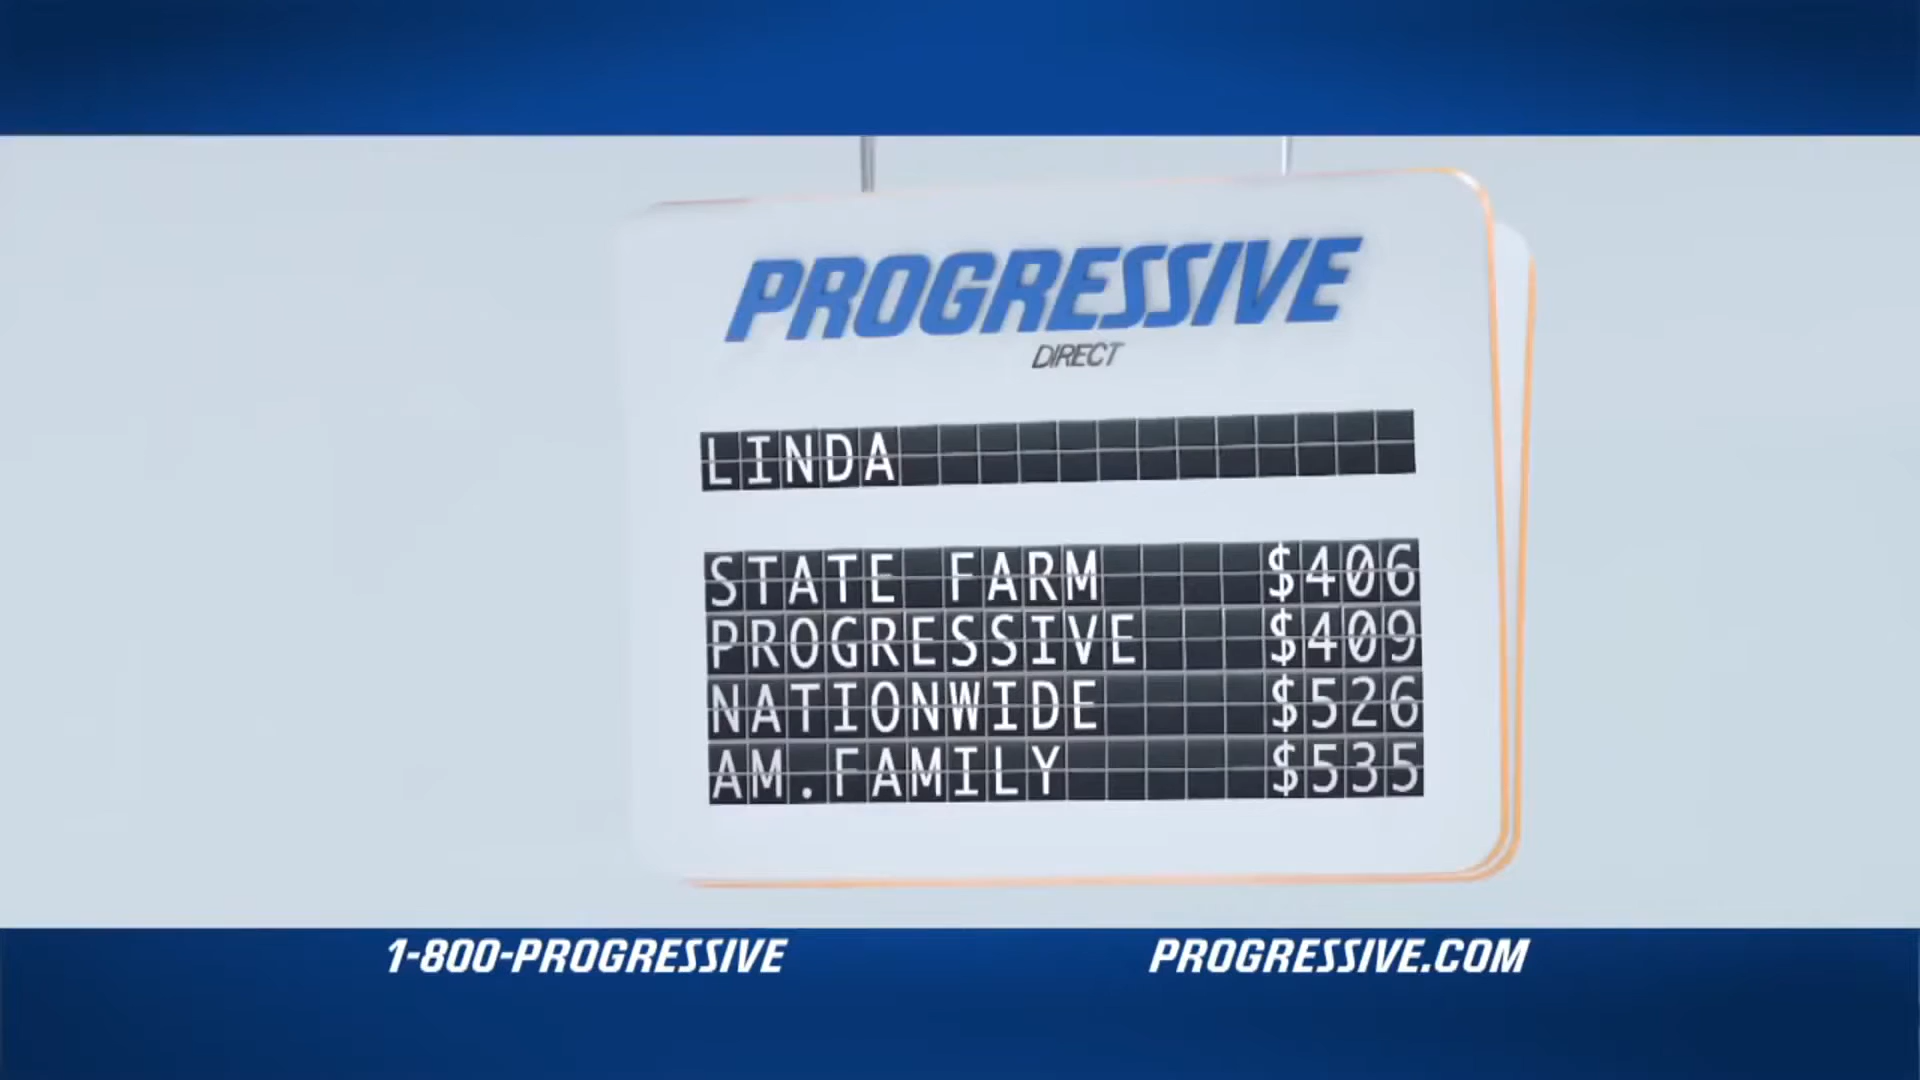 PROGRESSIVE
DIRECT
LINDA
STATE FARM $406
PROGRESSIVE $409
NATIONWIDE $526
AM.FAMILY $535
1-800-PROGRESSIVE PROGRESSIVE.COM